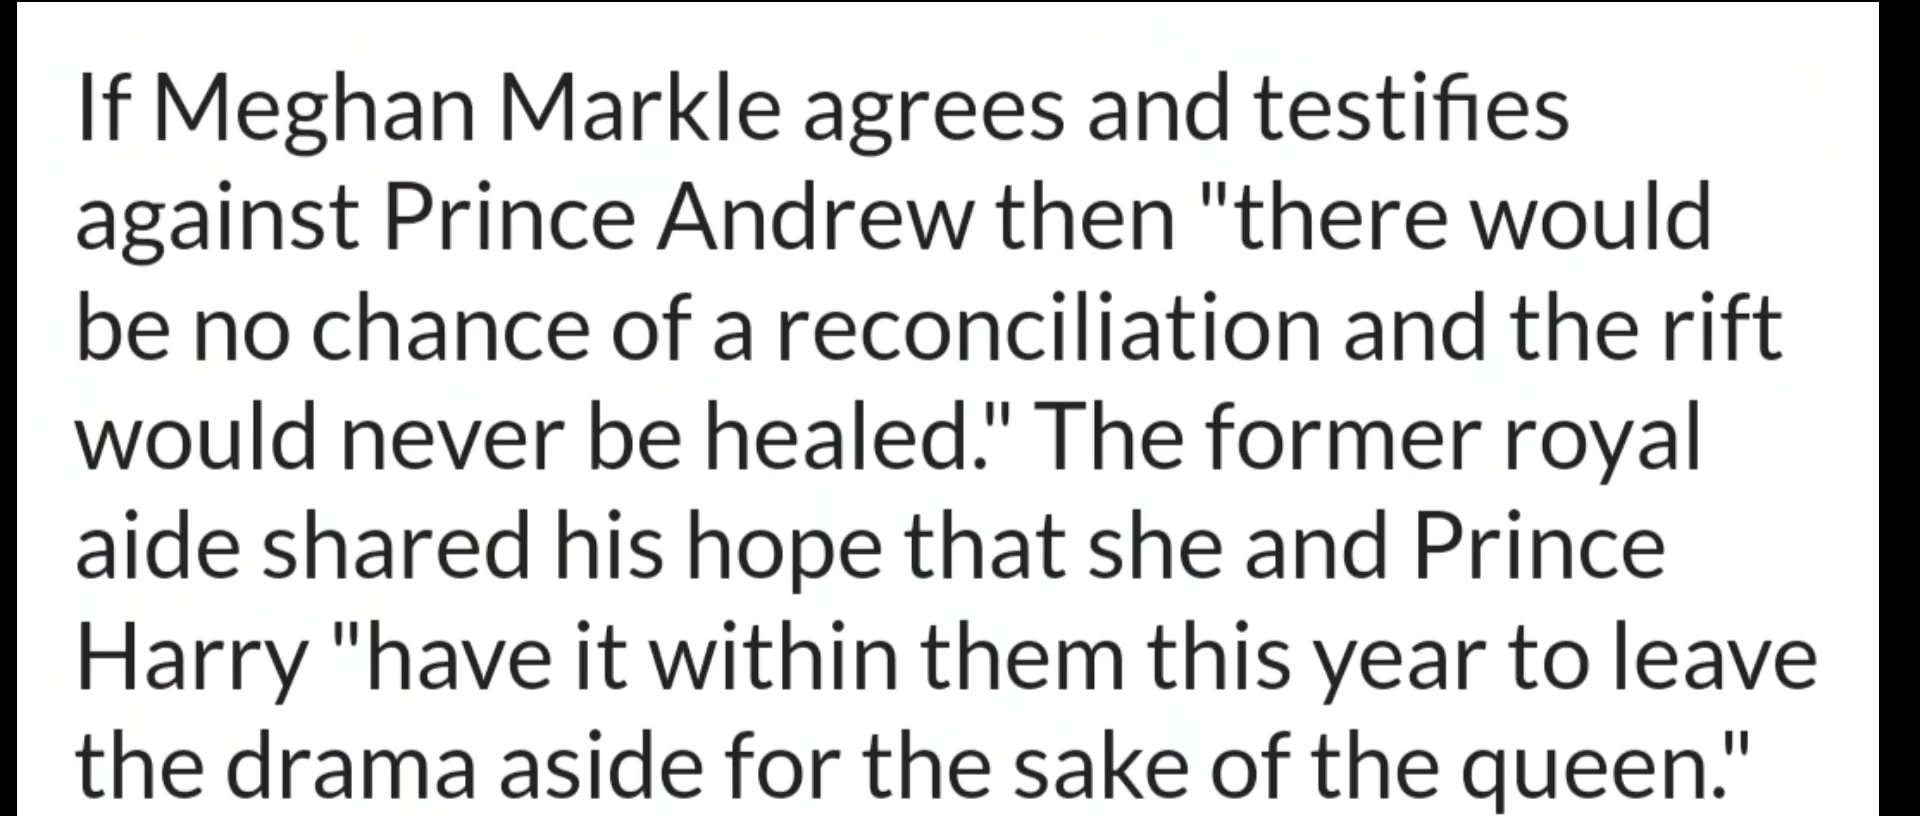 If Meghan Markle agrees and testifies
against Prince Andrew then "there would
be no chance of a reconciliation and the rift
would never be healed." The former royal
aide shared his hope that she and Prince
Harry "have it within them this year to leave
the drama aside for the sake of the queen."